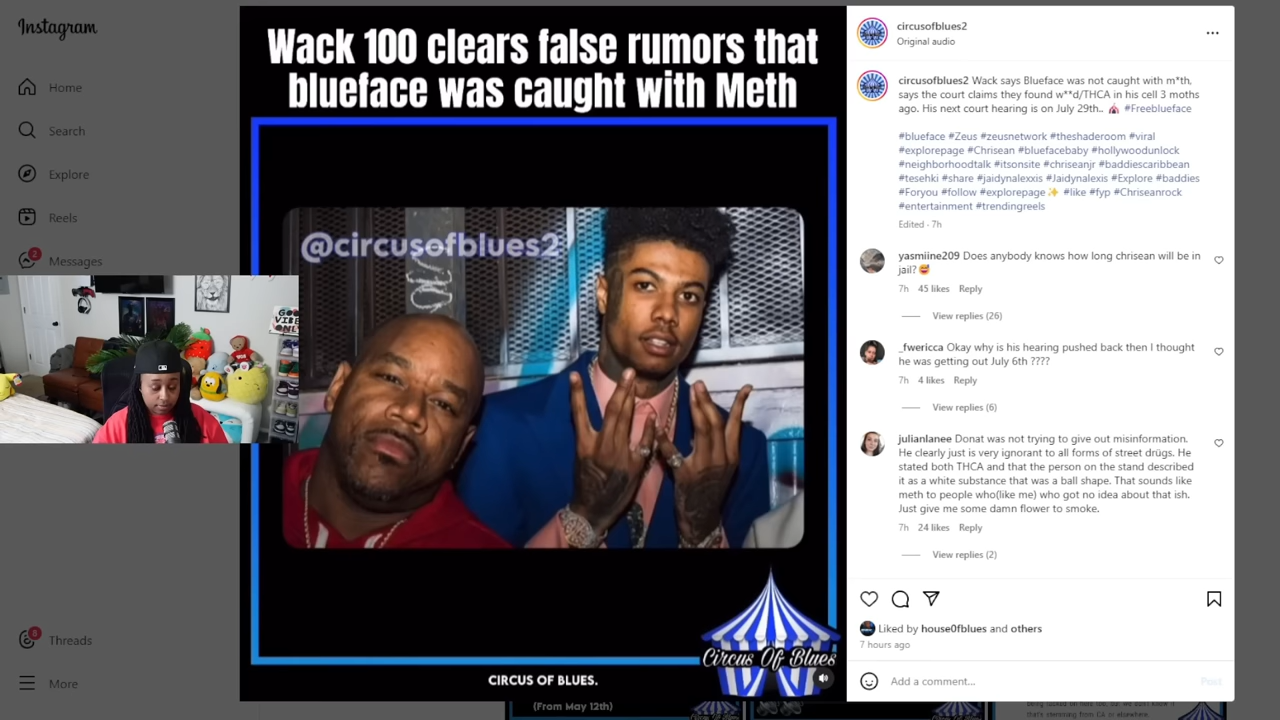 Instagram
Home
Search
Explore
Reels
2
Messages
8
Threads
More
GOOD
VIBES
ONLY
Wack 100 clears false rumors that
blueface was caught with Meth
@circusofblues2
Circus Of Blues
CIRCUS OF BLUES.
(From May 12th)
circusofblues2
Original audio
circusofblues2 Wack says Blueface was not caught with m*th,
says the court claims they found w**d/THCA in his cell 3 moths
ago. His next court hearing is on July 29th.. 🎪 #Freeblueface
#blueface #Zeus #zeusnetwork #theshaderoom #viral
#explorepage #Chrisean #bluefacebaby #hollywoodunlock
#neighborhoodtalk #itsonsite #chriseanjr #baddiescaribbean
#tesehki #share #jaidynalexxis #Jaidynalexis #Explore #baddies
#Foryou #follow #explorepage✨ #like #fyp #Chriseanrock
#entertainment #trendingreels
Edited · 7h
yasmiine209 Does anybody knows how long chrisean will be in
jail?😅
7h 45 likes Reply
View replies (26)
_fwericca Okay why is his hearing pushed back then I thought
he was getting out July 6th ????
7h 4 likes Reply
View replies (6)
julianlanee Donat was not trying to give out misinformation.
He clearly just is very ignorant to all forms of street drügs. He
stated both THCA and that the person on the stand described
it as a white substance that was a ball shape. That sounds like
meth to people who(like me) who got no idea about that ish.
Just give me some damn flower to smoke.
7h 24 likes Reply
View replies (2)
Liked by house0fblues and others
7 hours ago
Add a comment...
Post